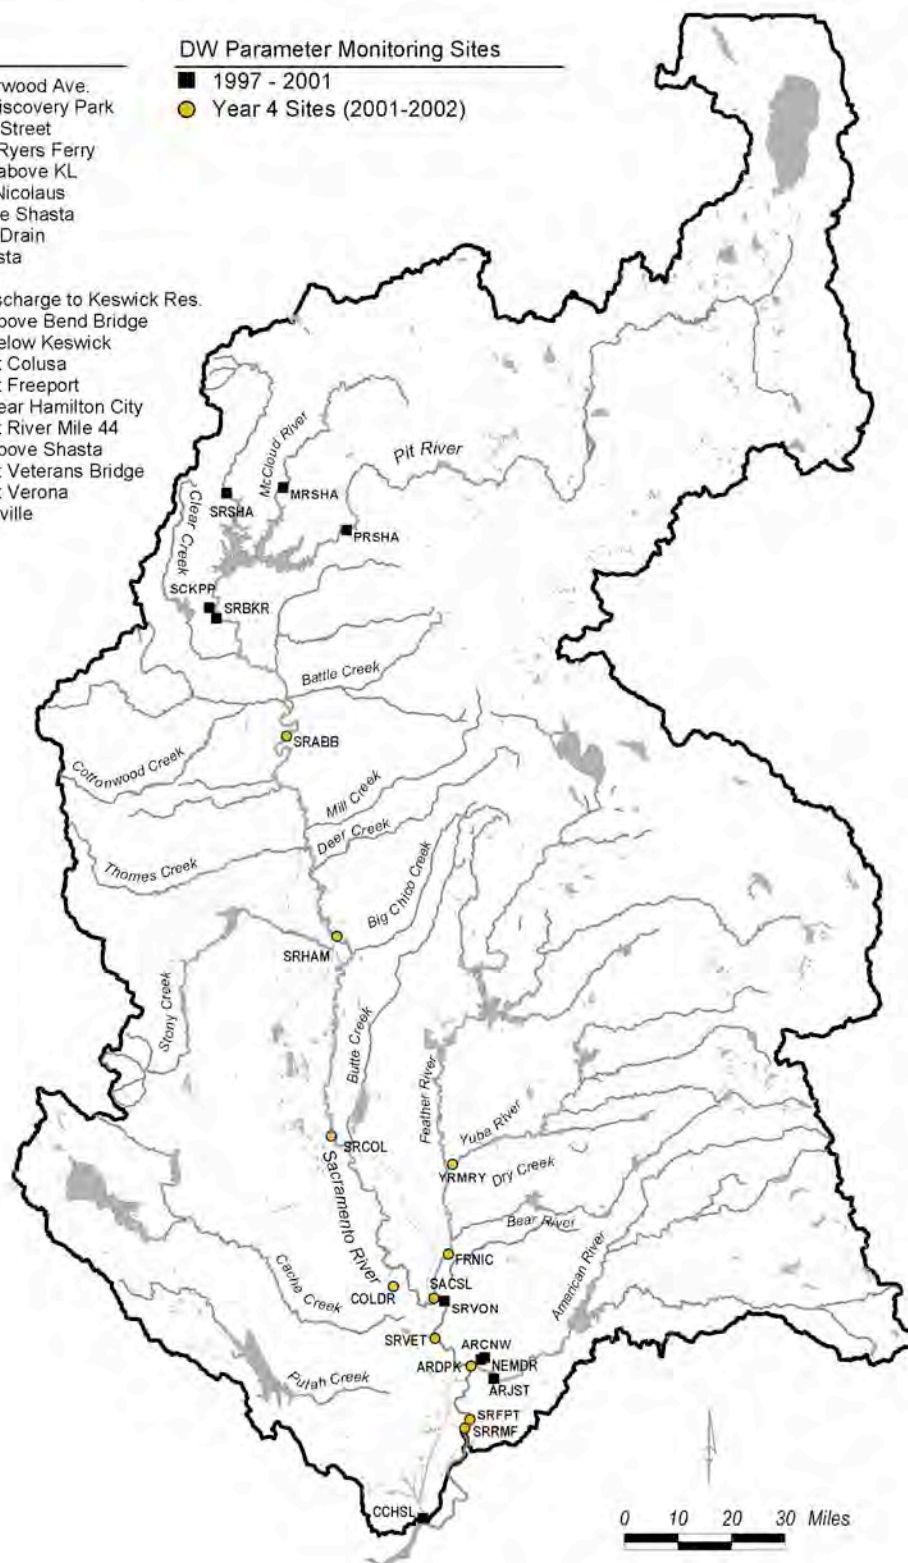 DW Parameter Monitoring Sites
1997 - 2001
Year 4 Sites (2001-2002)
rwood Ave.
iscovery Park
Street
Ryers Ferry
above KL
Nicolaus
e Shasta
Drain
sta
scharge to Keswick Res.
bove Bend Bridge
elow Keswick
t Colusa
t Freeport
ear Hamilton City
t River Mile 44
bove Shasta
t Veterans Bridge
t Verona
ville
McCloud River
Pit River
Clear Creek
MRSHA
SRSHA
PRSHA
SCKPP
SRBKR
Battle Creek
SRABB
Cottonwood Creek
Mill Creek
Deer Creek
Thomes Creek
Big Chico Creek
SRHAM
Stony Creek
Butte Creek
Feather River
Yuba River
SRCOL
Sacramento River
YRMRY
Dry Creek
Bear River
FRNIC
American River
SACSL
COLDR
SRVON
Cache Creek
SRVET
ARCNW
ARDPK
NEMDR
Putah Creek
ARJST
SRFPT
SRRMF
CCHSL
0 10 20 30 Miles